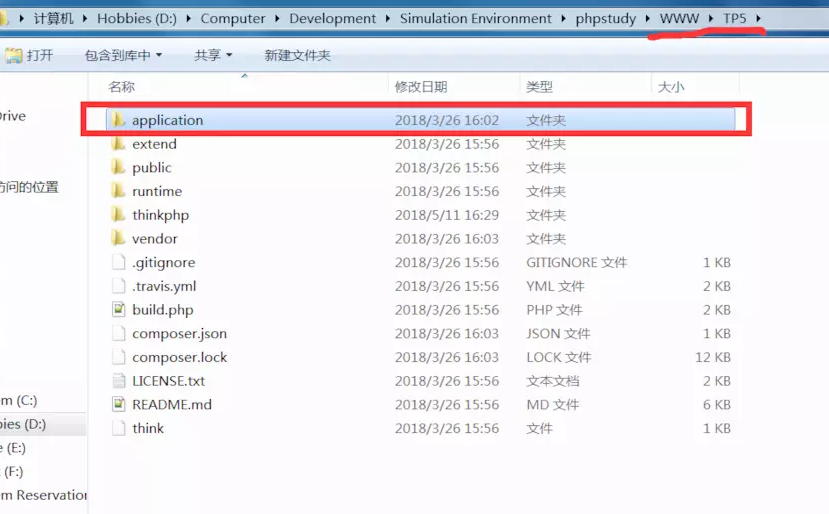 计算机 Hobbies (D:) Computer Development Simulation Environment phpstudy WWW TP5
打开 包含到库中 共享 新建文件夹
名称 修改日期 类型 大小
application 2018/3/26 16:02 文件夹
rive
extend 2018/3/26 15:56 文件夹
public 2018/3/26 15:56 文件夹
访问的位置
runtime 2018/3/26 15:56 文件夹
thinkphp 2018/5/11 16:29 文件夹
vendor 2018/3/26 16:03 文件夹
.gitignore 2018/3/26 15:56 GITIGNORE 文件 1 KB
.travis.yml 2018/3/26 15:56 YML 文件 2 KB
build.php 2018/3/26 15:56 PHP 文件 2 KB
composer.json 2018/3/26 16:03 JSON 文件 1 KB
composer.lock 2018/3/26 16:03 LOCK 文件 12 KB
LICENSE.txt 2018/3/26 15:56 文本文档 2 KB
em (C:)
README.md 2018/3/26 15:56 MD 文件 6 KB
bies (D:)
think 2018/3/26 15:56 文件 1 KB
e (E:)
(F:)
em Reservation